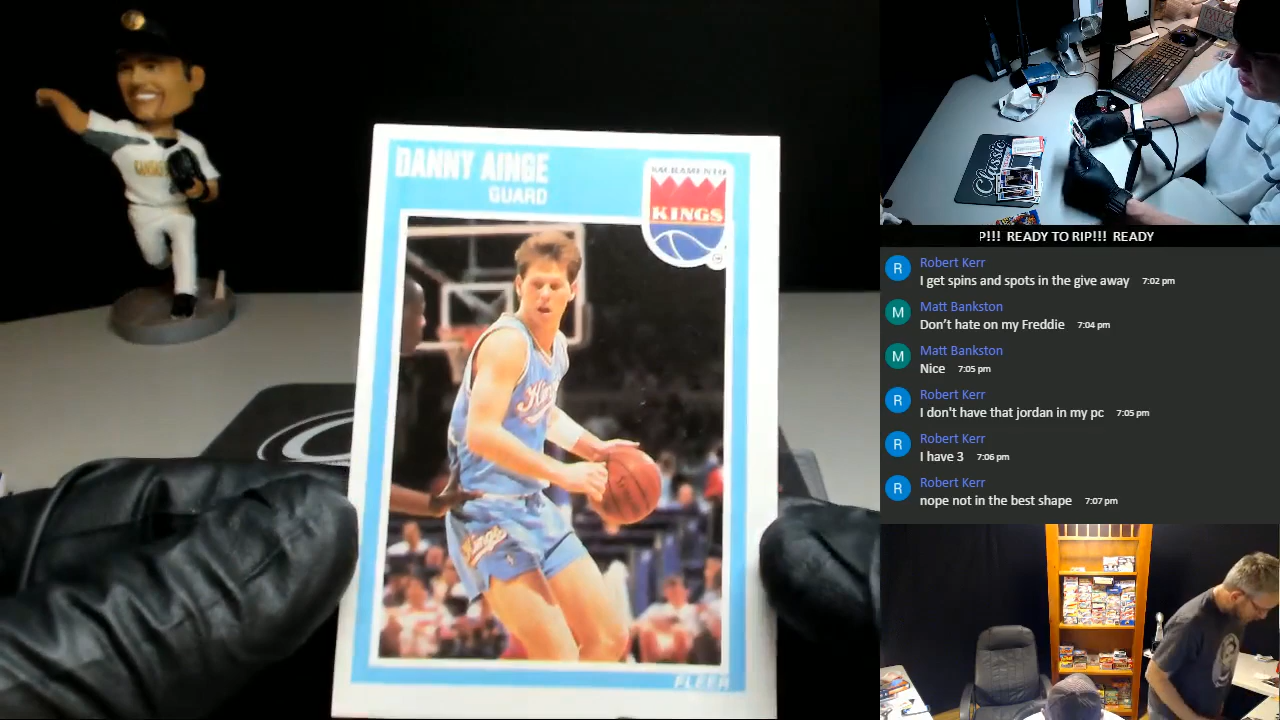 DANNY AINGE
GUARD
SACRAMENTO
KINGS
Kings
Kings
FLEER
Classic
P!!!  READY TO RIP!!!  READY
R
Robert Kerr
I get spins and spots in the give away 7:02 pm
M
Matt Bankston
Don't hate on my Freddie 7:04 pm
M
Matt Bankston
Nice 7:05 pm
R
Robert Kerr
I don't have that jordan in my pc 7:05 pm
R
Robert Kerr
I have 3 7:06 pm
R
Robert Kerr
nope not in the best shape 7:07 pm